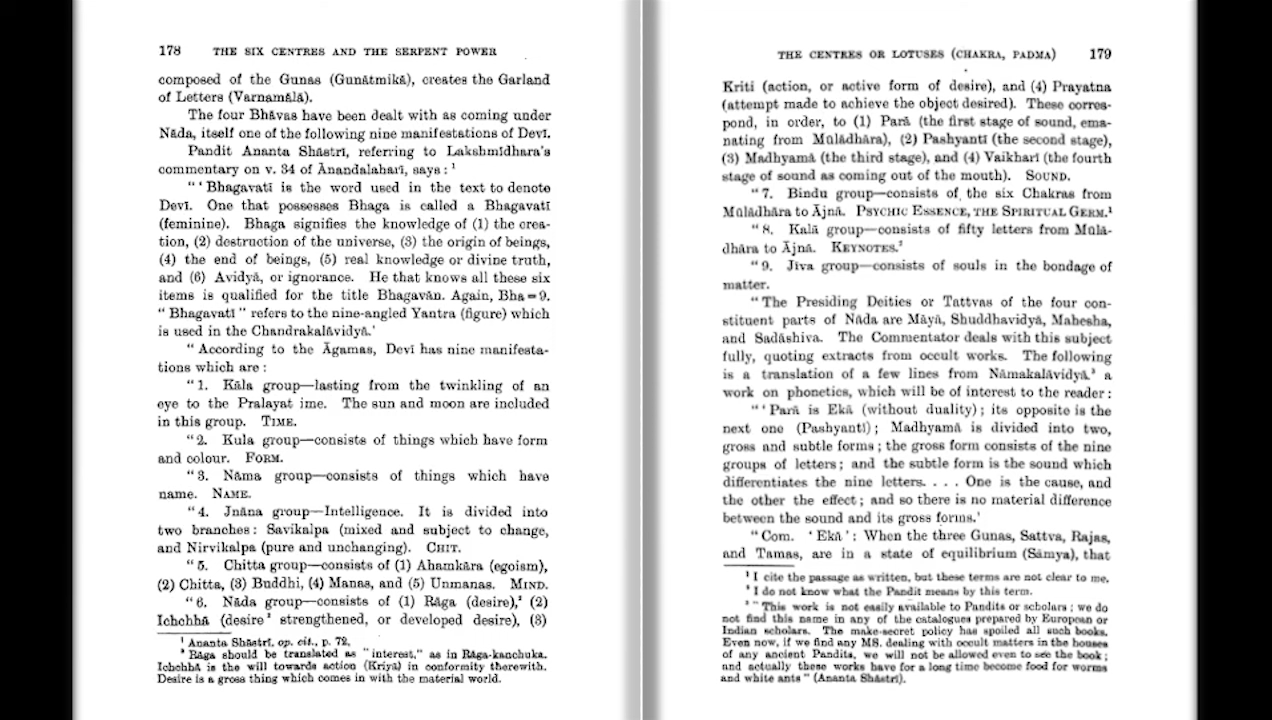 178 THE SIX CENTRES AND THE SERPENT POWER
composed of the Gunas (Gunātmikā), creates the Garland
of Letters (Varnamālā).
The four Bhāvas have been dealt with as coming under
Nāda, itself one of the following nine manifestations of Devī.
Pandit Ananta Shāstrī, referring to Lakshmīdhara's
commentary on v. 34 of Ānandalaharī, says : ¹
"' Bhagavatī is the word used in the text to denote
Devī. One that possesses Bhaga is called a Bhagavatī
(feminine). Bhaga signifies the knowledge of (1) the crea-
tion, (2) destruction of the universe, (3) the origin of beings,
(4) the end of beings, (5) real knowledge or divine truth,
and (6) Avidyā, or ignorance. He that knows all these six
items is qualified for the title Bhagavān. Again, Bha = 9.
" Bhagavatī " refers to the nine-angled Yantra (figure) which
is used in the Chandrakalāvidyā.'
" According to the Āgamas, Devī has nine manifesta-
tions which are :
" 1. Kāla group—lasting from the twinkling of an
eye to the Pralayat ime. The sun and moon are included
in this group. TIME.
" 2. Kula group—consists of things which have form
and colour. FORM.
" 3. Nāma group—consists of things which have
name. NAME.
" 4. Jnāna group—Intelligence. It is divided into
two branches : Savikalpa (mixed and subject to change,
and Nirvikalpa (pure and unchanging). CHIT.
" 5. Chitta group—consists of (1) Ahamkāra (egoism),
(2) Chitta, (3) Buddhi, (4) Manas, and (5) Unmanas. MIND.
" 6. Nāda group—consists of (1) Rāga (desire),² (2)
Ichchhā (desire ² strengthened, or developed desire), (3)
¹ Ananta Shāstrī, op. cit., p. 72.
² Rāga should be translated as " interest," as in Rāga-kanchuka.
Ichchhā is the will towards action (Kriyā) in conformity therewith.
Desire is a gross thing which comes in with the material world.
THE CENTRES OR LOTUSES (CHAKRA, PADMA) 179
Kriti (action, or active form of desire), and (4) Prayatna
(attempt made to achieve the object desired). These corres-
pond, in order, to (1) Parā (the first stage of sound, ema-
nating from Mūlādhāra), (2) Pashyantī (the second stage),
(3) Madhyamā (the third stage), and (4) Vaikharī (the fourth
stage of sound as coming out of the mouth). SOUND.
" 7. Bindu group—consists of the six Chakras from
Mūlādhāra to Ājnā. PSYCHIC ESSENCE, THE SPIRITUAL GERM.¹
" 8. Kalā group—consists of fifty letters from Mūlā-
dhāra to Ājnā. KEYNOTES.²
" 9. Jīva group—consists of souls in the bondage of
matter.
" The Presiding Deities or Tattvas of the four con-
stituent parts of Nāda are Māyā, Shuddhavidyā, Mahesha,
and Sadāshiva. The Commentator deals with this subject
fully, quoting extracts from occult works. The following
is a translation of a few lines from Nāmakalāvidyā,³ a
work on phonetics, which will be of interest to the reader :
"' Parā is Ekā (without duality) ; its opposite is the
next one (Pashyantī) ; Madhyamā is divided into two,
gross and subtle forms ; the gross form consists of the nine
groups of letters ; and the subtle form is the sound which
differentiates the nine letters. . . . One is the cause, and
the other the effect ; and so there is no material difference
between the sound and its gross forms.'
" Com. ' Ekā ' : When the three Gunas, Sattva, Rajas,
and Tamas, are in a state of equilibrium (Sāmya), that
¹ I cite the passage as written, but these terms are not clear to me.
² I do not know what the Pandit means by this term.
³ " This work is not easily available to Pandits or scholars ; we do
not find this name in any of the catalogues prepared by European or
Indian scholars. The make-secret policy has spoiled all such books.
Even now, if we find any MS. dealing with occult matters in the houses
of any ancient Pandits, we will not be allowed even to see the book ;
and actually these works have for a long time become food for worms
and white ants " (Ananta Shāstrī).